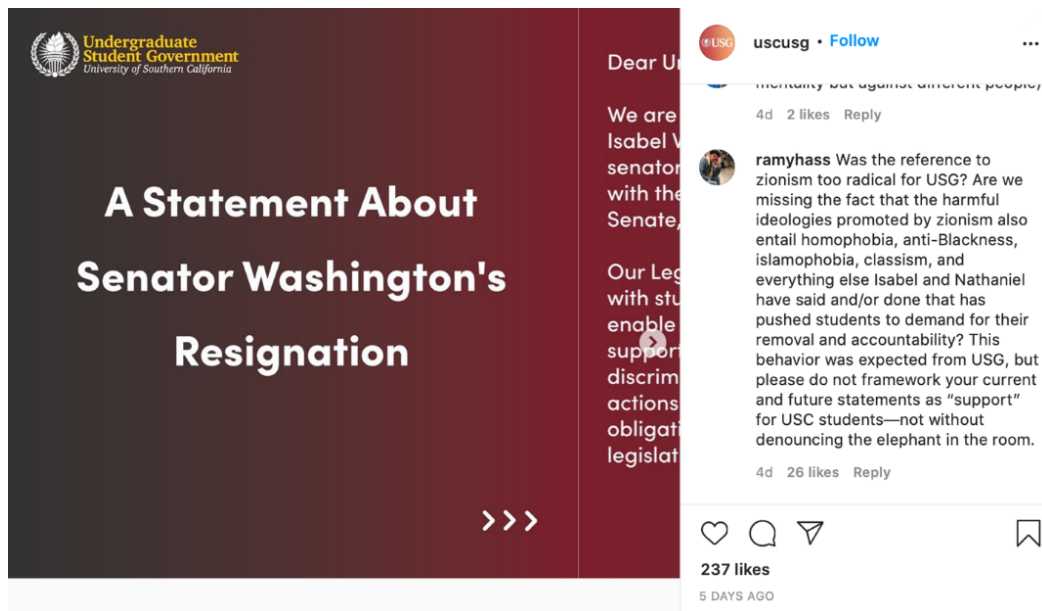 Undergraduate
Student Government
University of Southern California
A Statement About
Senator Washington's
Resignation
Dear
We are
Isabel
senator
with the
Senate,
Our
with
enable
support
actions
uscusg • Follow
mentality but against different people)
4d 2 likes Reply
ramyhass Was the reference to
zionism too radical for USG? Are we
missing the fact that the harmful
ideologies promoted by zionism also
entail homophobia, anti-Blackness,
islamophobia, classism, and
everything else Isabel and Nathaniel
have said and/or done that has
pushed students to demand for their
removal and accountability? This
behavior was expected from USG, but
please do not framework your current
and future statements as “support”
for USC students—not without
denouncing the elephant in the room.
4d 26 likes Reply
237 likes
5 DAYS AGO